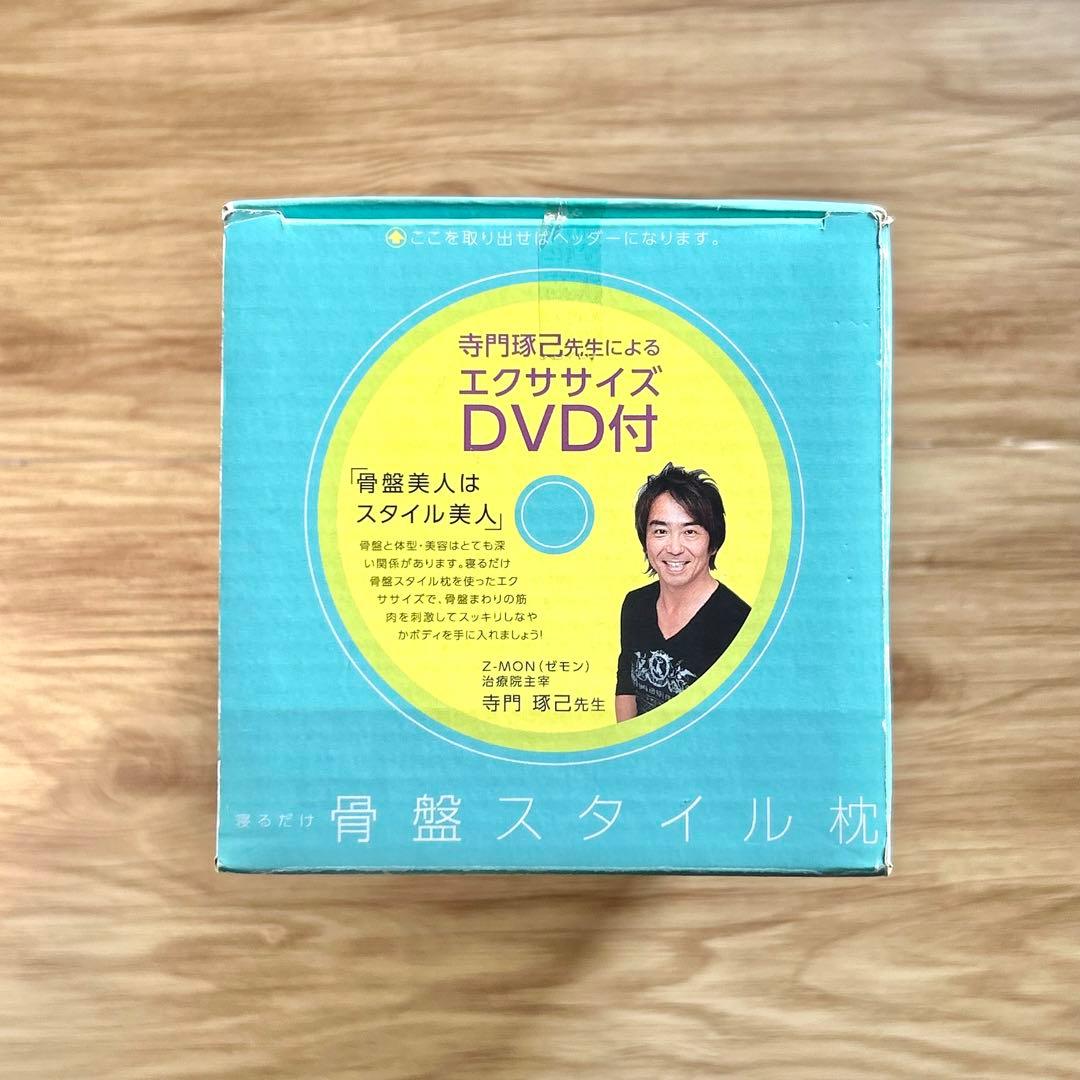 ここを取り出せばヘッダーになります。
寺門琢己先生による
エクササイズ
DVD付
「骨盤美人は
スタイル美人」
骨盤と体型・美容はとても深
い関係があります。寝るだけ
骨盤スタイル枕を使ったエク
ササイズで、骨盤まわりの筋
肉を刺激してスッキリしなや
かボディを手に入れましょう!
Z-MON(ゼモン)
治療院主宰
寺門 琢己先生
寝るだけ 骨盤スタイル枕